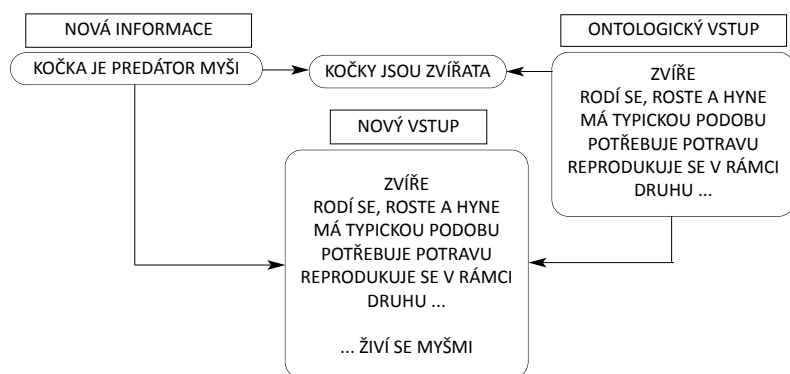 NOVÁ INFORMACE
KOČKA JE PREDÁTOR MYŠI
KOČKY JSOU ZVÍŘATA
ONTOLOGICKÝ VSTUP
ZVÍŘE
RODÍ SE, ROSTE A HYNE
MÁ TYPICKOU PODOBU
POTŘEBUJE POTRAVU
REPRODUKUJE SE V RÁMCI
DRUHU ...
NOVÝ VSTUP
ZVÍŘE
RODÍ SE, ROSTE A HYNE
MÁ TYPICKOU PODOBU
POTŘEBUJE POTRAVU
REPRODUKUJE SE V RÁMCI
DRUHU ...
... ŽIVÍ SE MYŠMI